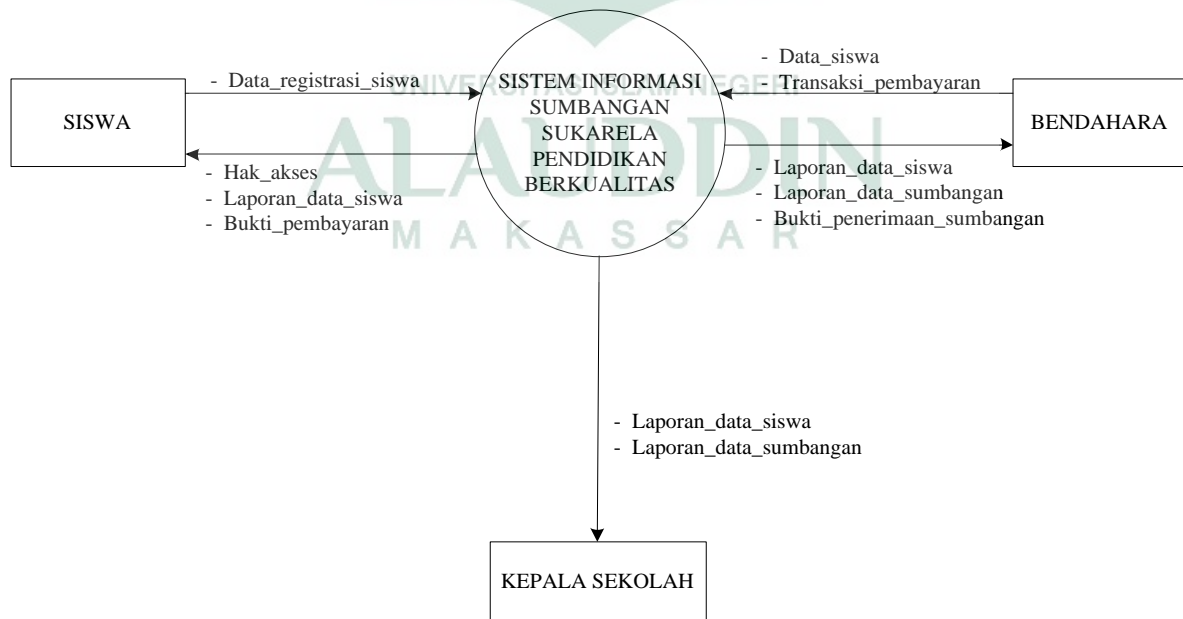 SISWA
- Data_registrasi_siswa
- Hak_akses
- Laporan_data_siswa
- Bukti_pembayaran
SISTEM INFORMASI
SUMBANGAN
SUKARELA
PENDIDIKAN
BERKUALITAS
- Data_siswa
- Transaksi_pembayaran
BENDAHARA
- Laporan_data_siswa
- Laporan_data_sumbangan
- Bukti_penerimaan_sumbangan
UNIVERSITAS ISLAM NEGERI
ALAUDDIN
MAKASSAR
- Laporan_data_siswa
- Laporan_data_sumbangan
KEPALA SEKOLAH